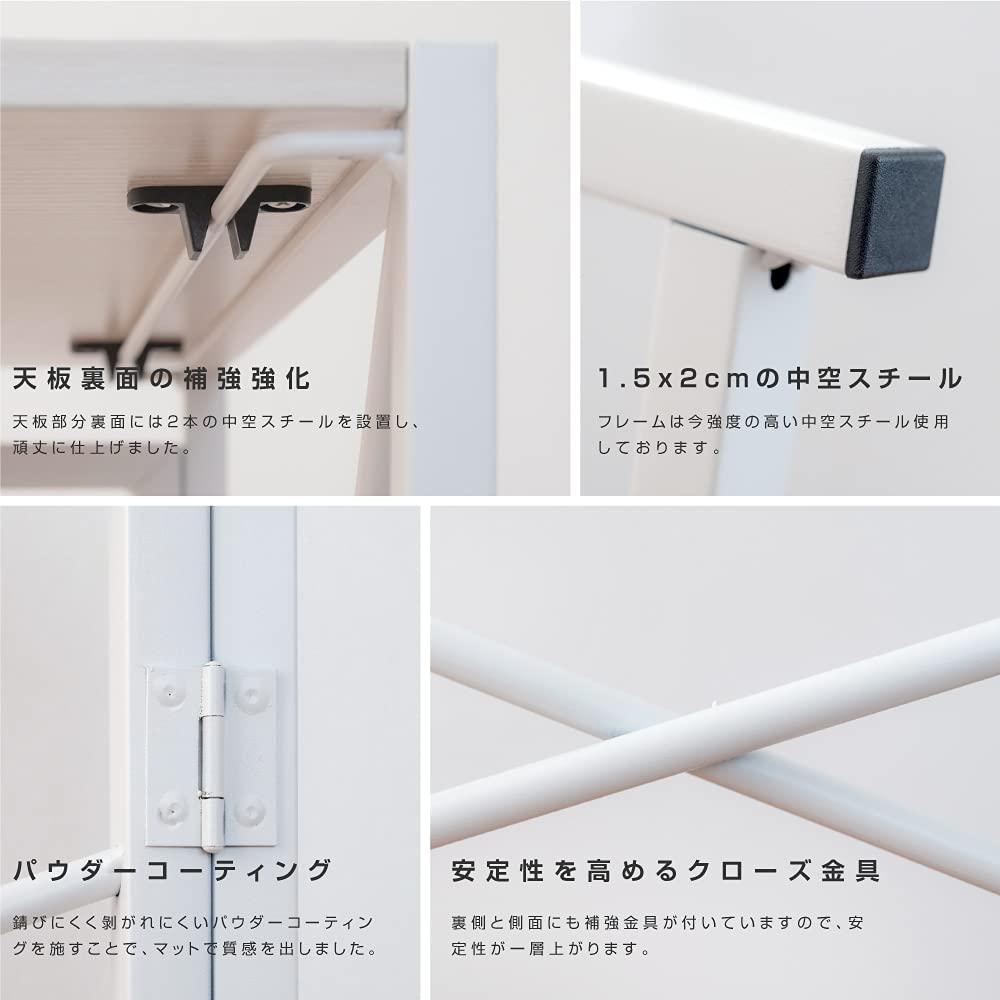 天板裏面の補強強化
天板部分裏面には2本の中空スチールを設置し、
頑丈に仕上げました。
1.5x2cmの中空スチール
フレームは今強度の高い中空スチール使用
しております。
パウダーコーティング
錆びにくく剝がれにくいパウダーコーティン
グを施すことで、マットで質感を出しました。
安定性を高めるクローズ金具
裏側と側面にも補強金具が付いていますので、安
定性が一層上がります。